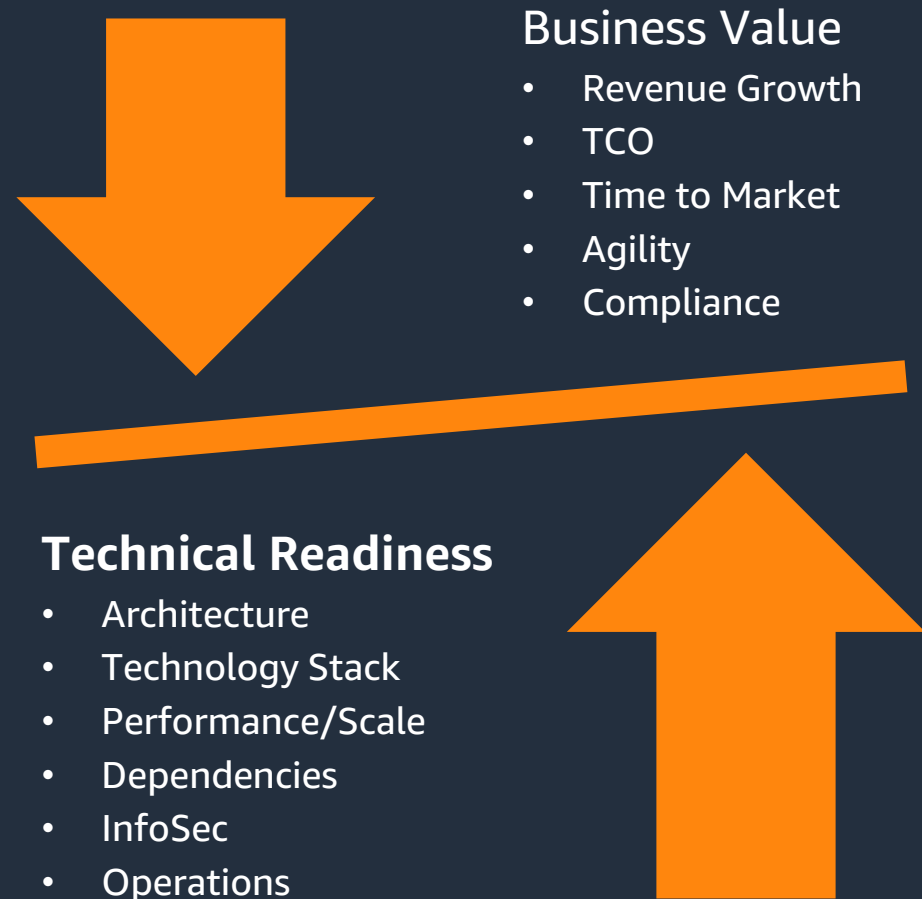 Business Value
• Revenue Growth
• TCO
• Time to Market
• Agility
• Compliance
Technical Readiness
• Architecture
• Technology Stack
• Performance/Scale
• Dependencies
• InfoSec
• Operations